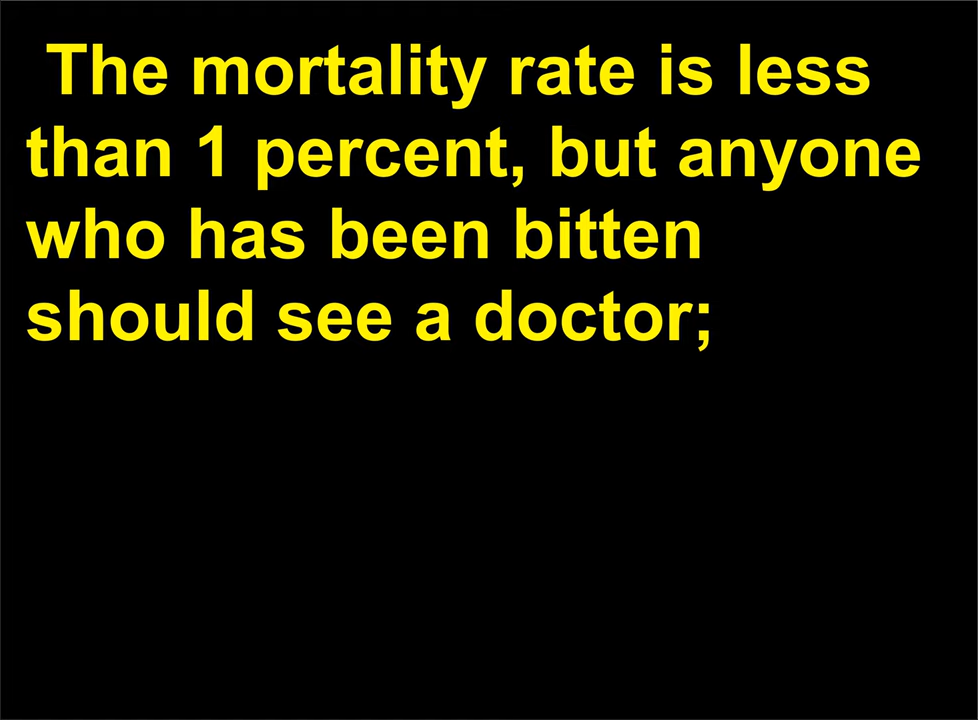 The mortality rate is less
than 1 percent, but anyone
who has been bitten
should see a doctor;